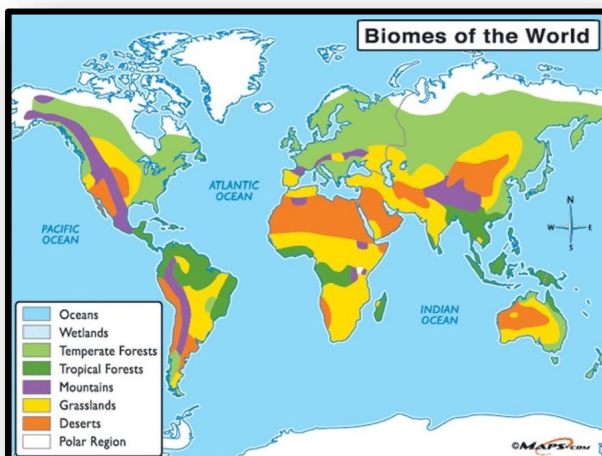 Biomes of the World
ATLANTIC
OCEAN
PACIFIC
OCEAN
N
W E
S
INDIAN
OCEAN
Oceans
Wetlands
Temperate Forests
Tropical Forests
Mountains
Grasslands
Deserts
Polar Region
©MAPS.COM